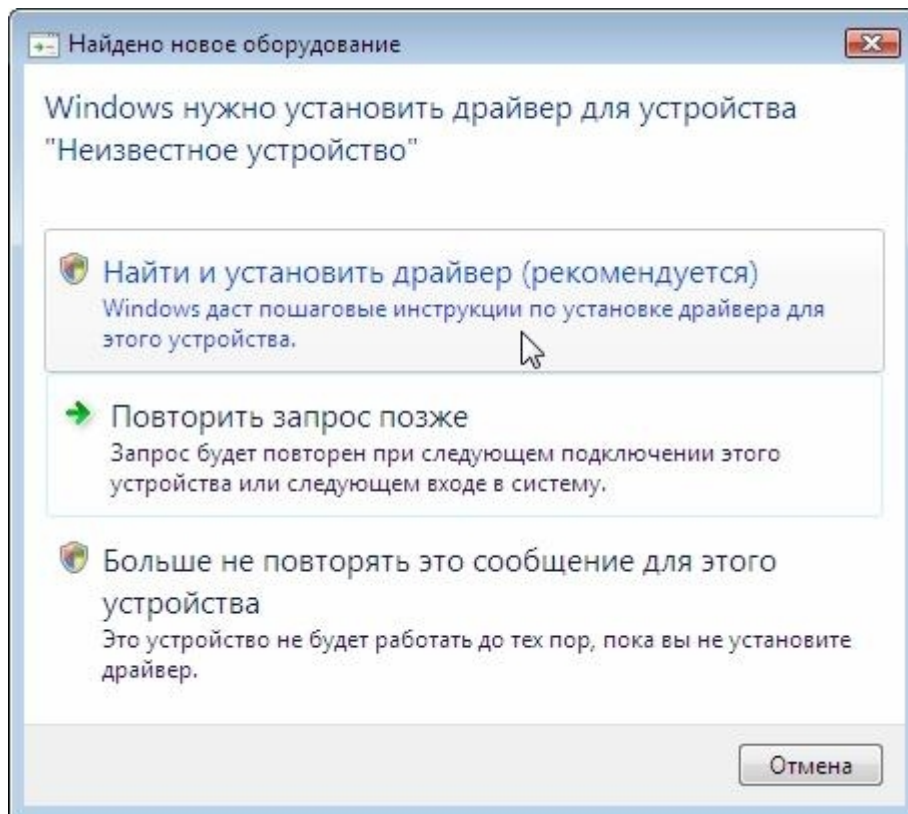 Найдено новое оборудование
Windows нужно установить драйвер для устройства
"Неизвестное устройство"
Найти и установить драйвер (рекомендуется)
Windows даст пошаговые инструкции по установке драйвера для
этого устройства.
Повторить запрос позже
Запрос будет повторен при следующем подключении этого
устройства или следующем входе в систему.
Больше не повторять это сообщение для этого
устройства
Это устройство не будет работать до тех пор, пока вы не установите
драйвер.
Отмена